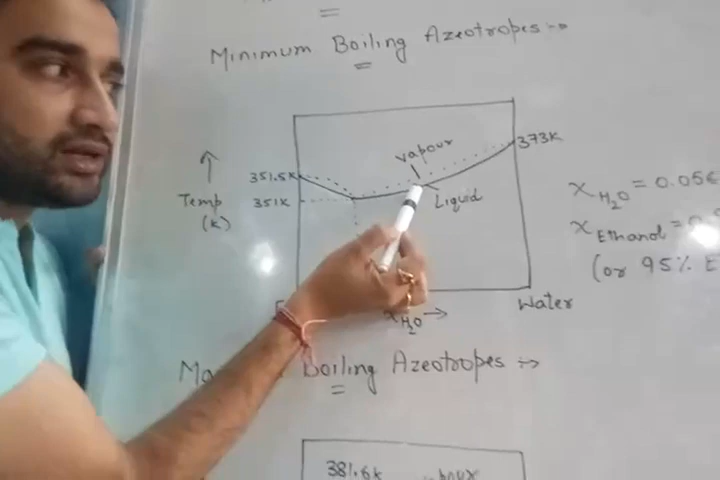 Minimum Boiling Azeotropes:→
373K
vapour
351.5K
Temp
(K)
351K
Liquid
x H₂O = 0.056
x Ethanol =
(or 95%
Water
x H₂O →
Boiling Azeotropes :→
381.6K